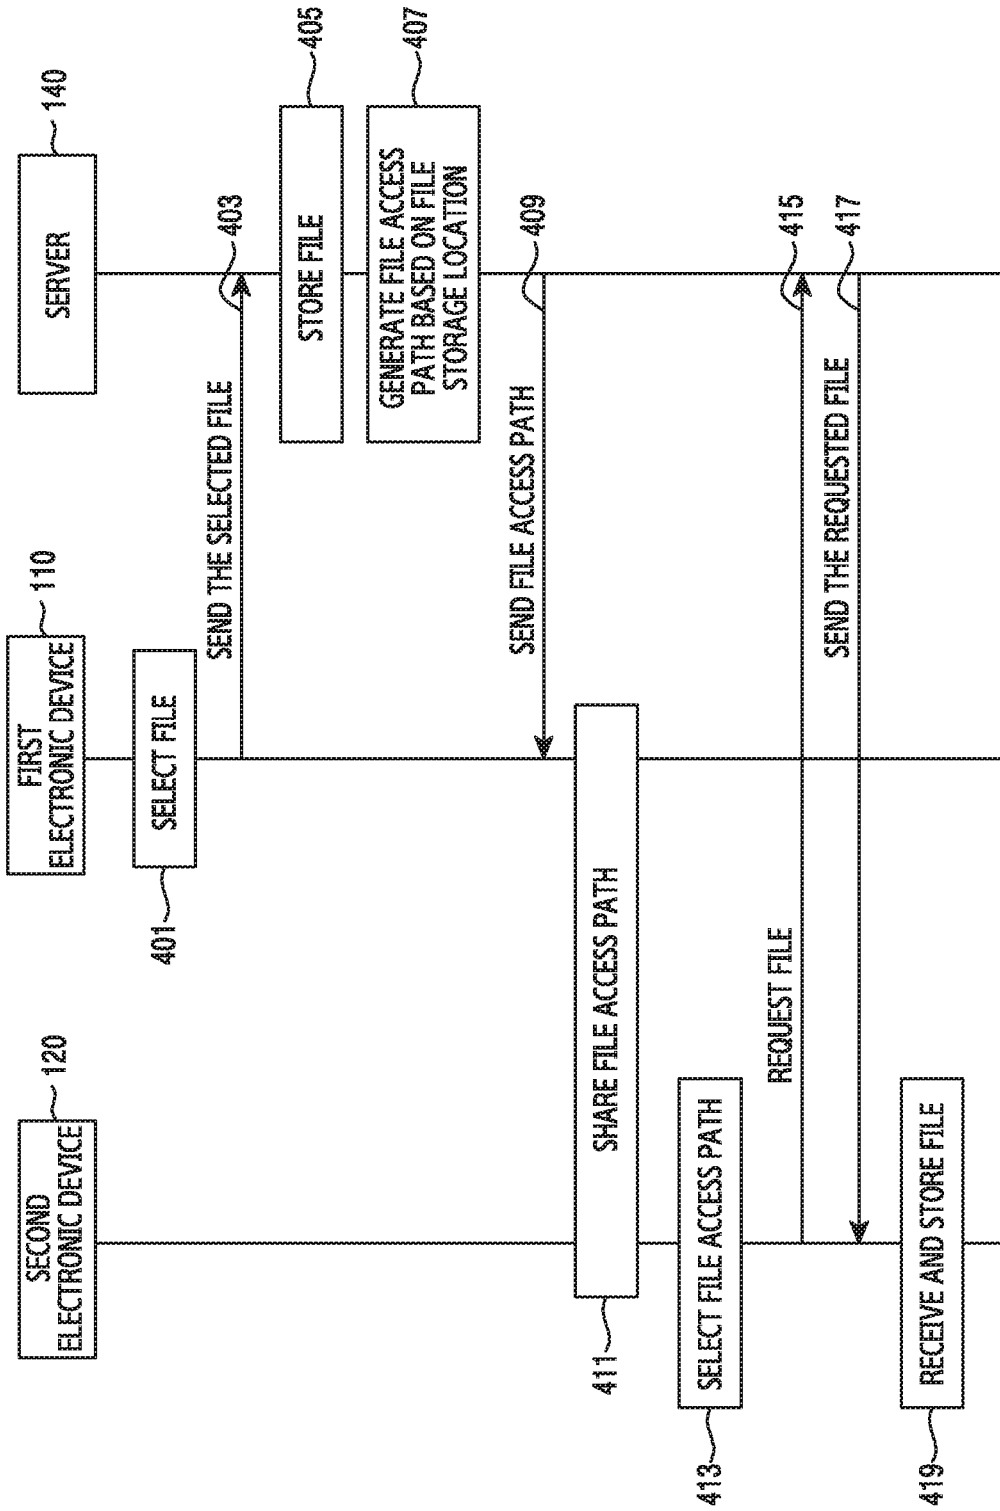 SECOND
ELECTRONIC DEVICE
120
FIRST
ELECTRONIC DEVICE
110
SERVER
140
SELECT FILE
401
SEND THE SELECTED FILE
403
STORE FILE
405
GENERATE FILE ACCESS
PATH BASED ON FILE
STORAGE LOCATION
407
SEND FILE ACCESS PATH
409
SHARE FILE ACCESS PATH
411
SELECT FILE ACCESS PATH
413
REQUEST FILE
415
SEND THE REQUESTED FILE
417
RECEIVE AND STORE FILE
419